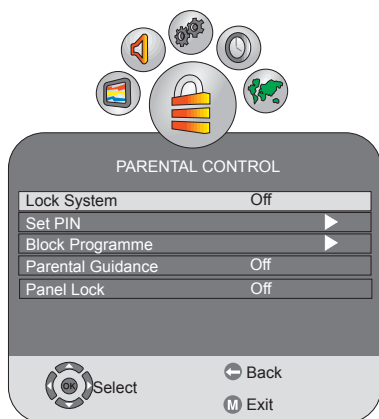 PARENTAL CONTROL
Lock System Off
Set PIN
Block Programme
Parental Guidance Off
Panel Lock Off
OK Select
Back
M Exit